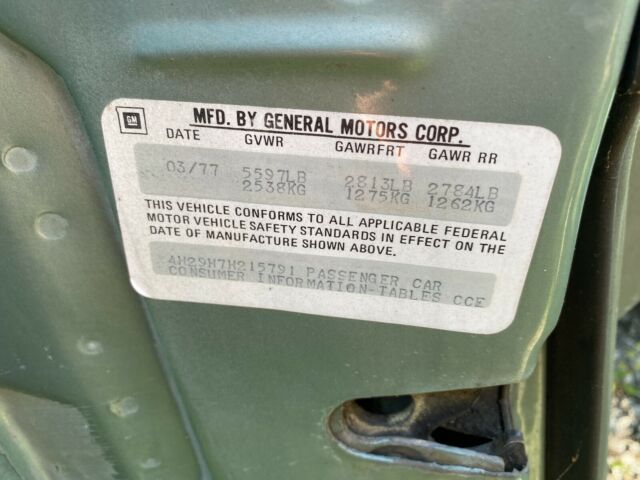 GM
MFD. BY GENERAL MOTORS CORP.
DATE GVWR GAWRFRT GAWR RR
03/77 5597LB 2813LB 2784LB
2538KG 1275KG 1262KG
THIS VEHICLE CONFORMS TO ALL APPLICABLE FEDERAL
MOTOR VEHICLE SAFETY STANDARDS IN EFFECT ON THE
DATE OF MANUFACTURE SHOWN ABOVE.
4H29H7H215791 PASSENGER CAR
CONSUMER INFORMATION-TABLES CCE